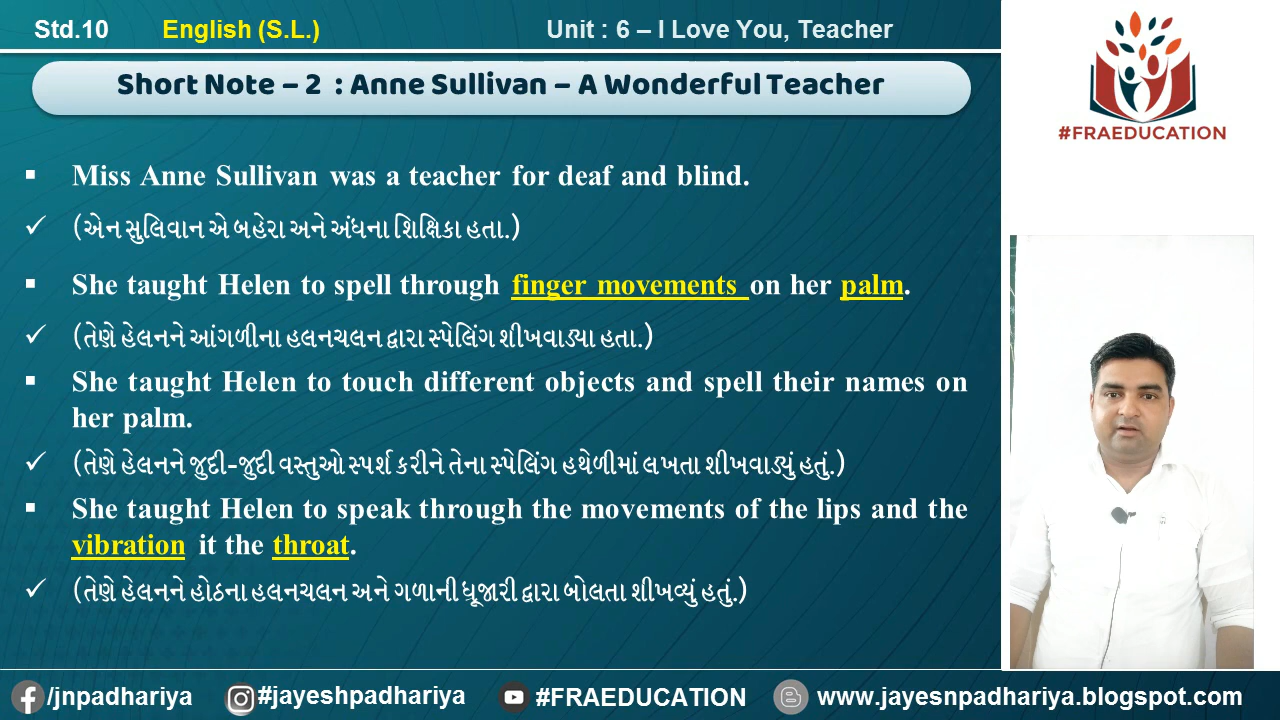 Std.10 English (S.L.) Unit : 6 – I Love You, Teacher
Short Note – 2 : Anne Sullivan – A Wonderful Teacher
#FRAEDUCATION
▪ Miss Anne Sullivan was a teacher for deaf and blind.
✓ (એન સુલિવાન એ બહેરા અને અંધના શિક્ષિકા હતા.)
▪ She taught Helen to spell through finger movements on her palm.
✓ (તેણે હેલનને આંગળીના હલનચલન દ્વારા સ્પેલિંગ શીખવાડ્યા હતા.)
▪ She taught Helen to touch different objects and spell their names on
her palm.
✓ (તેણે હેલનને જુદી-જુદી વસ્તુઓ સ્પર્શ કરીને તેના સ્પેલિંગ હથેળીમાં લખતા શીખવાડ્યું હતું.)
▪ She taught Helen to speak through the movements of the lips and the
vibration it the throat.
✓ (તેણે હેલનને હોઠના હલનચલન અને ગળાની ધ્રૂજારી દ્વારા બોલતા શીખવ્યું હતું.)
/jnpadhariya #jayeshpadhariya #FRAEDUCATION www.jayesnpadhariya.blogspot.com